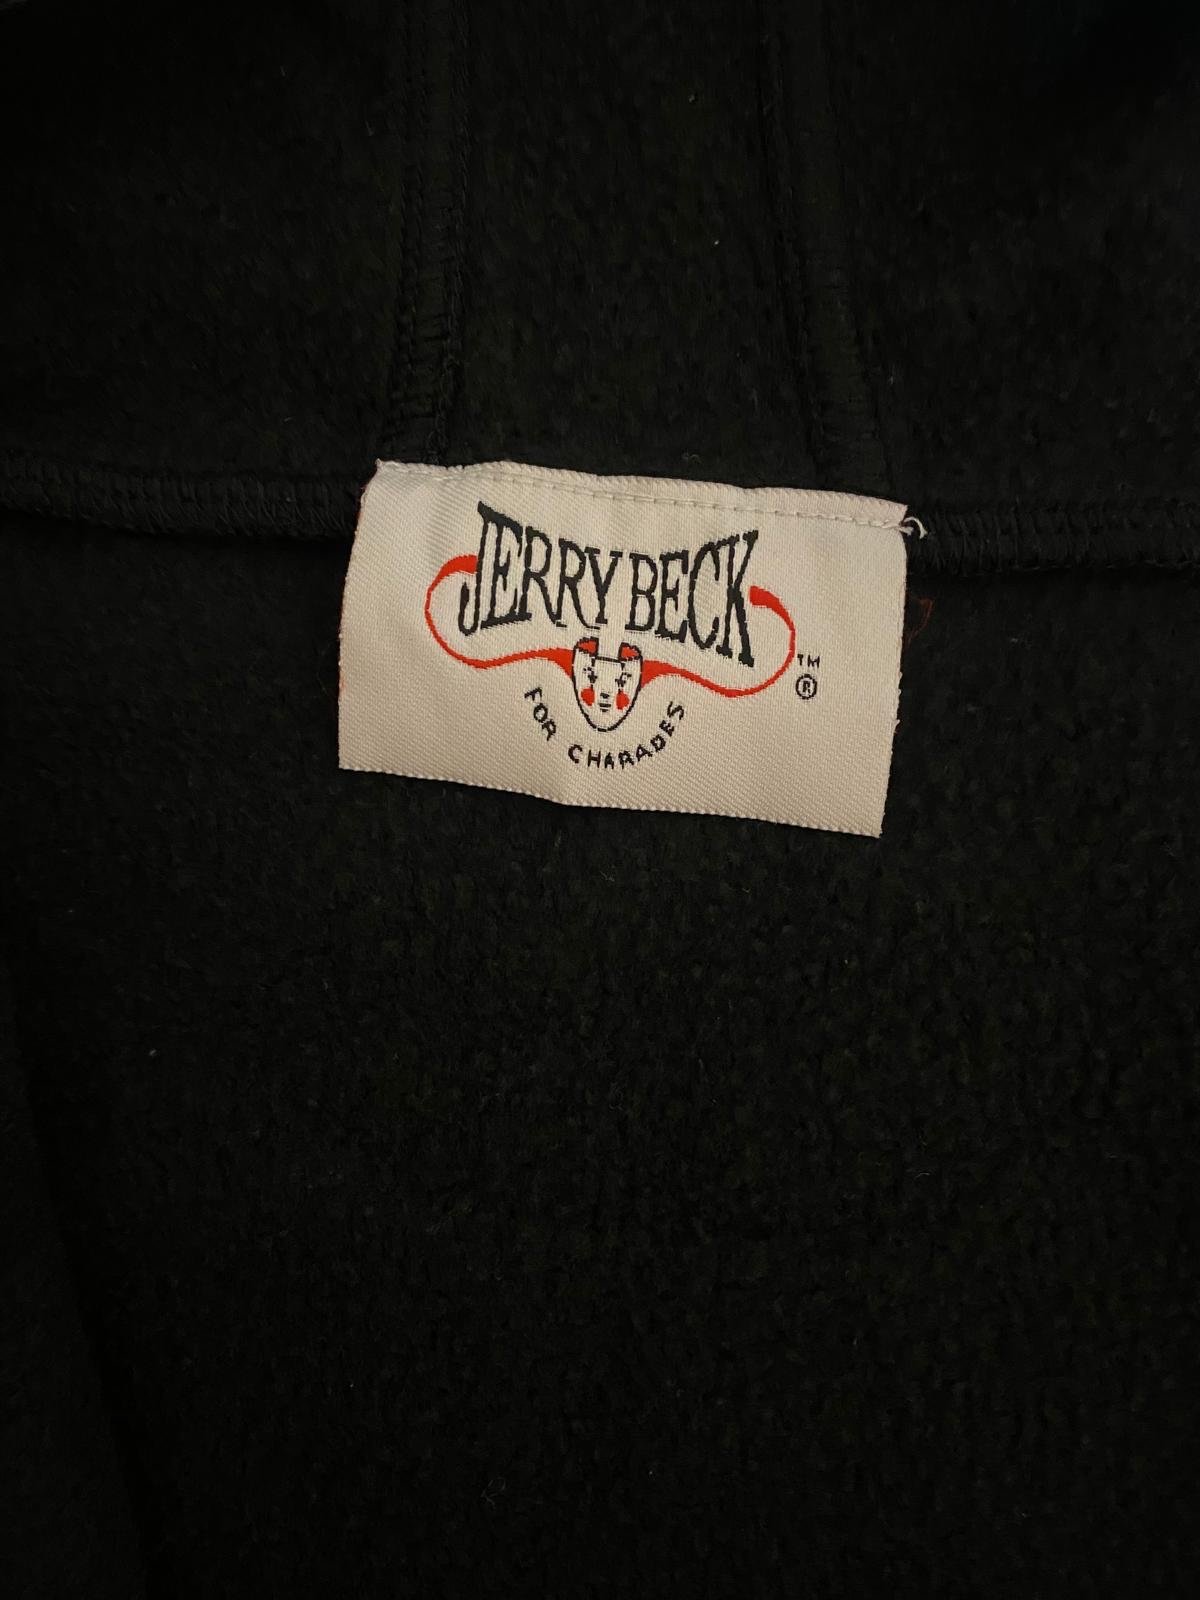 JERRY BECK
TM
®
FOR CHARADES